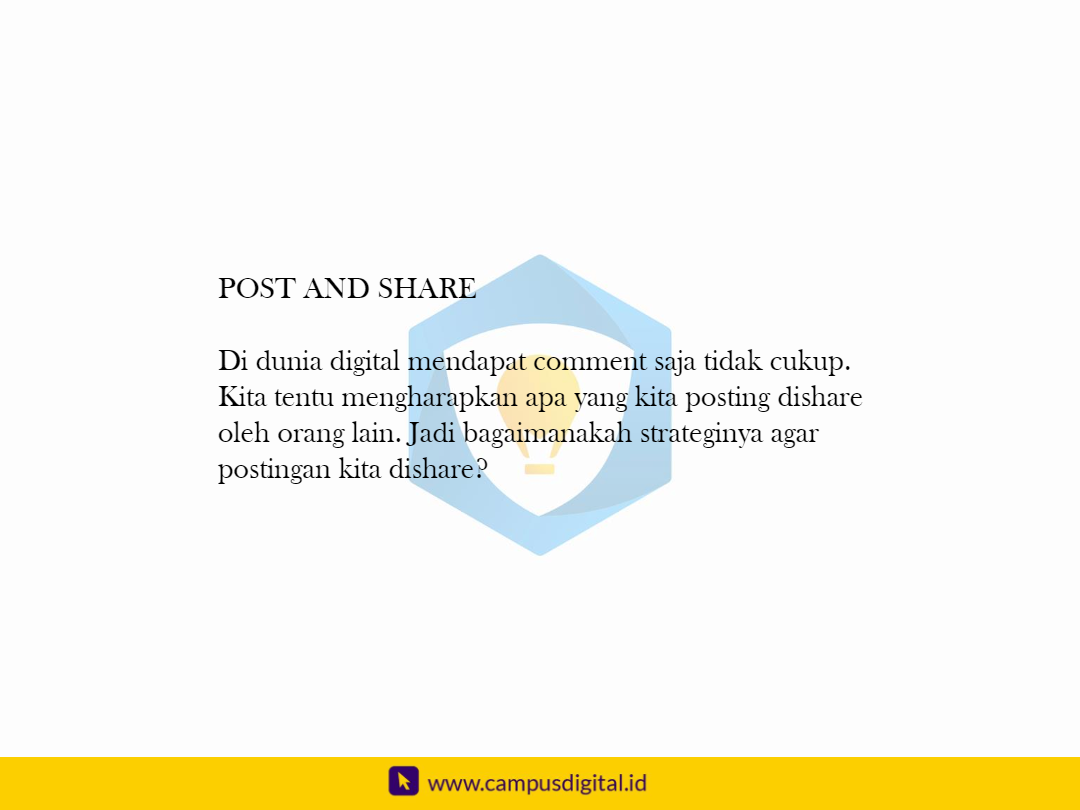 POST AND SHARE
Di dunia digital mendapat comment saja tidak cukup.
Kita tentu mengharapkan apa yang kita posting dishare
oleh orang lain. Jadi bagaimanakah strateginya agar
postingan kita dishare?
www.campusdigital.id